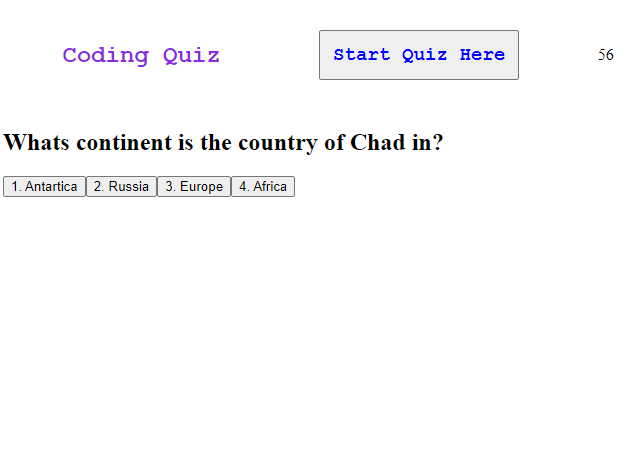 Coding Quiz
Start Quiz Here
56
Whats continent is the country of Chad in?
1. Antartica 2. Russia 3. Europe 4. Africa